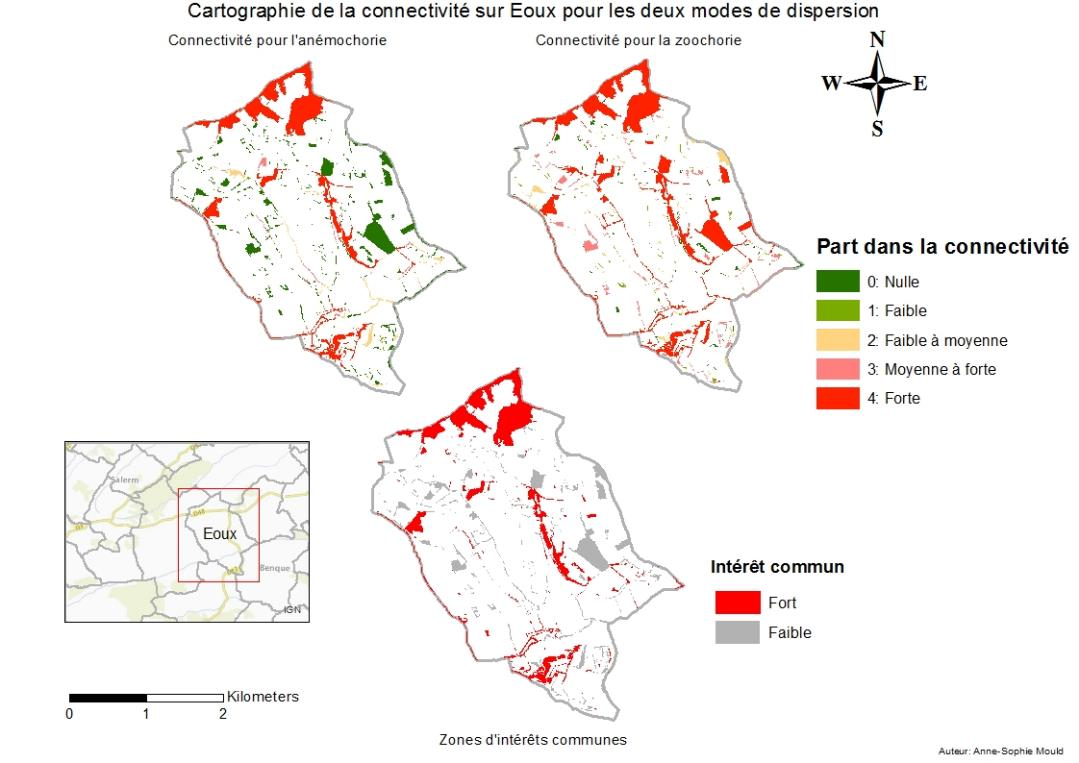 Cartographie de la connectivité sur Eoux pour les deux modes de dispersion
Connectivité pour l'anémochorie
Connectivité pour la zoochorie
N
W
E
S
Part dans la connectivité
0: Nulle
1: Faible
2: Faible à moyenne
3: Moyenne à forte
4: Forte
Salerm
Eoux
Benque
IGN
Intérêt commun
Fort
Faible
Kilometers
0
1
2
Zones d'intérêts communes
Auteur: Anne-Sophie Mould